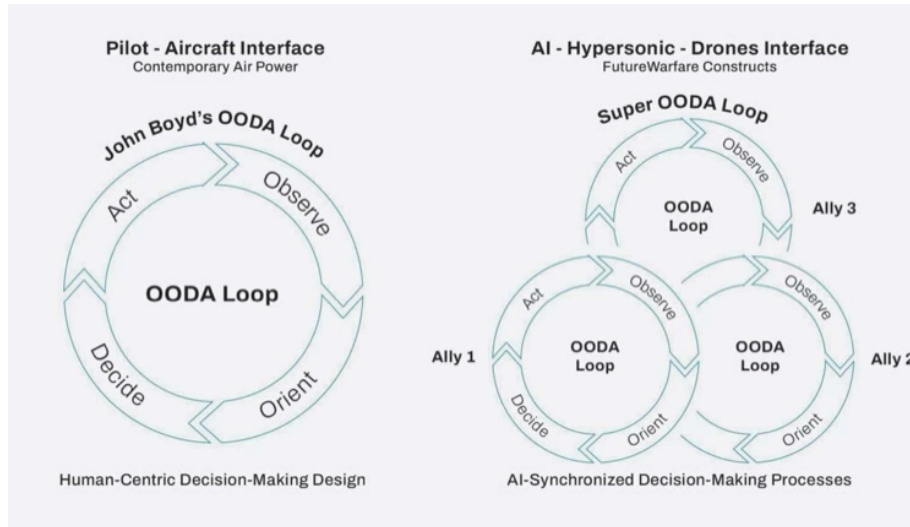 Pilot - Aircraft Interface
Contemporary Air Power
John Boyd's OODA Loop
Act
Observe
OODA Loop
Decide
Orient
Human-Centric Decision-Making Design
AI - Hypersonic - Drones Interface
FutureWarfare Constructs
Super OODA Loop
Act
Observe
OODA
Loop
Ally 3
Act
Observe
Observe
Ally 1
OODA
Loop
OODA
Loop
Ally 2
Decide
Orient
Orient
AI-Synchronized Decision-Making Processes